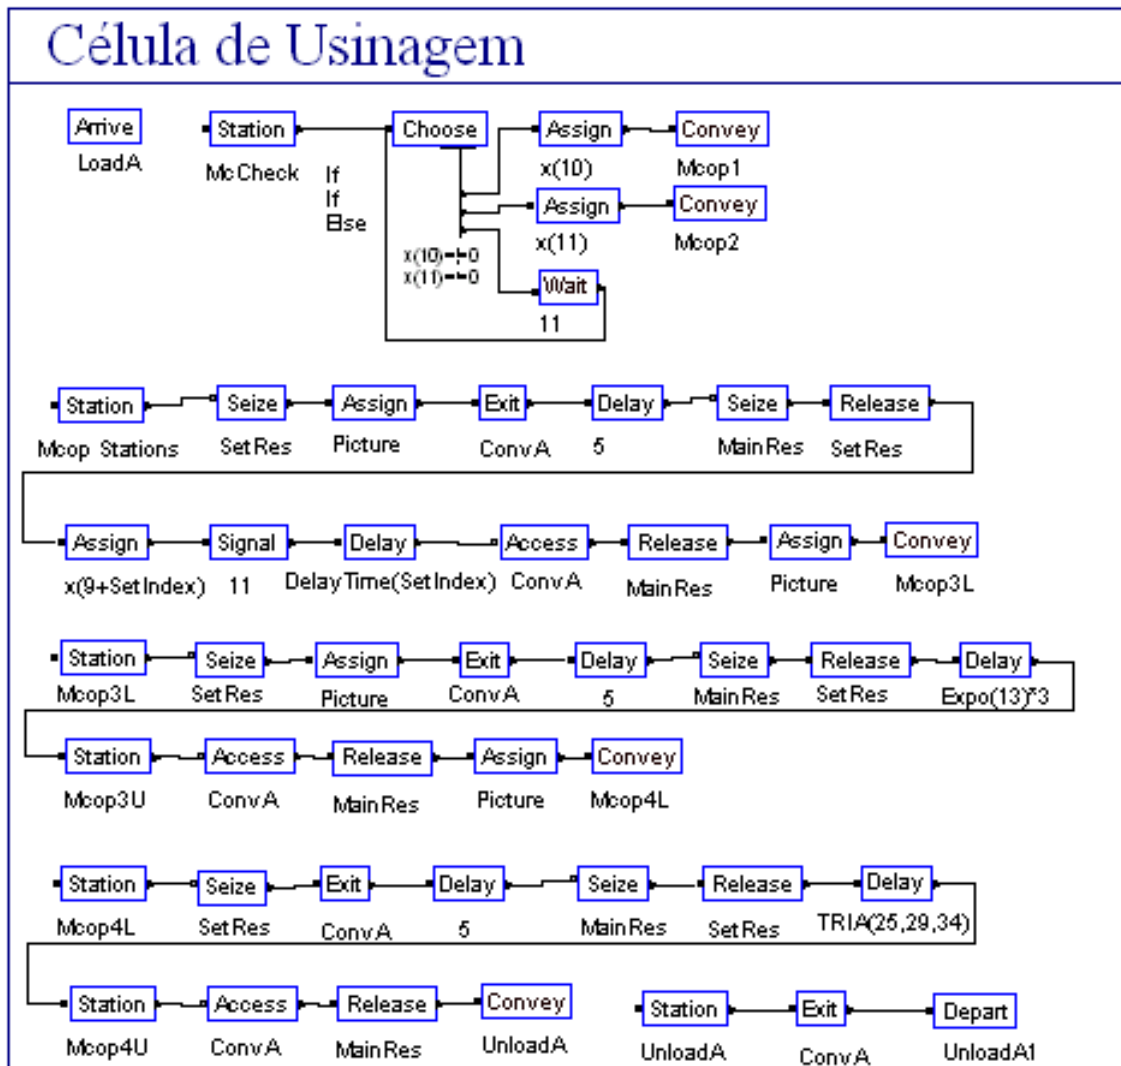 Célula de Usinagem
Arrive
LoadA
Station
McCheck
If
If
Else
Choose
x(10)==0
x(11)==0
Assign
x(10)
Convey
Mcop1
Assign
x(11)
Convey
Mcop2
Wait
11
Station Seize Assign Exit Delay Seize Release
Mcop Stations SetRes Picture ConvA 5 MainRes SetRes
Assign Signal Delay Access Release Assign Convey
x(9+SetIndex) 11 DelayTime(SetIndex) ConvA MainRes Picture Mcop3L
Station Seize Assign Exit Delay Seize Release Delay
Mcop3L SetRes Picture ConvA 5 MainRes SetRes Expo(13)*3
Station Access Release Assign Convey
Mcop3U ConvA MainRes Picture Mcop4L
Station Seize Exit Delay Seize Release Delay
Mcop4L SetRes ConvA 5 MainRes SetRes TRIA(25,29,34)
Station Access Release Convey Station Exit Depart
Mcop4U ConvA MainRes UnloadA UnloadA ConvA UnloadA1